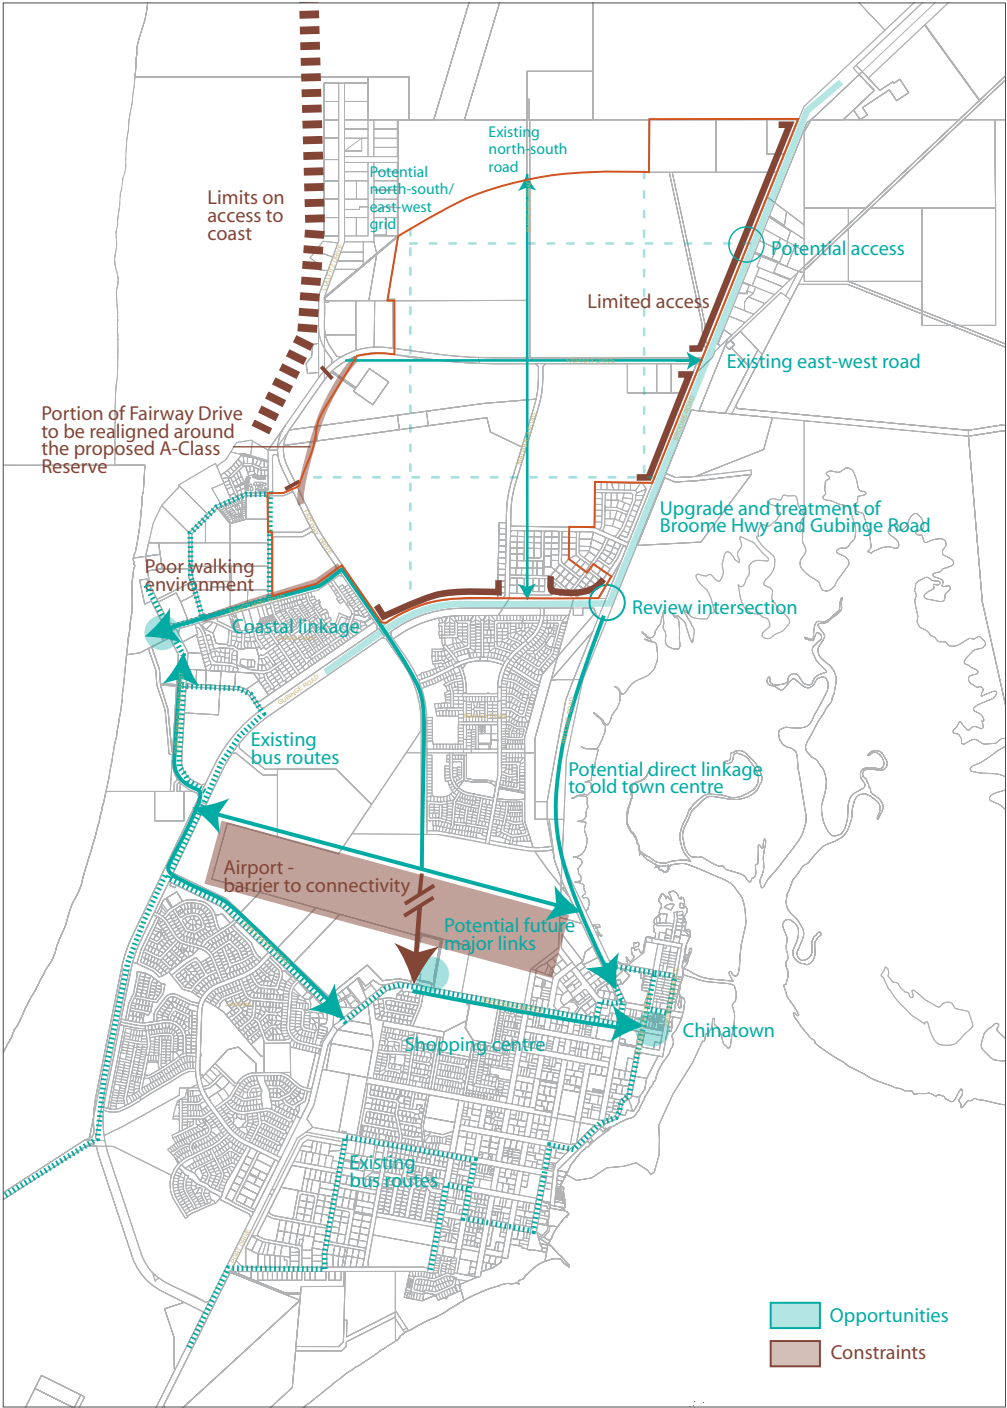 Existing
north-south
road
Potential
north-south/
east-west
grid
Limits on
access to
coast
Potential access
Limited access
Existing east-west road
Portion of Fairway Drive
to be realigned around
the proposed A-Class
Reserve
Upgrade and treatment of
Broome Hwy and Gubinge Road
Poor walking
environment
Review intersection
Coastal linkage
GUBINGE ROAD
Existing
bus routes
Potential direct linkage
to old town centre
Airport -
barrier to connectivity
Potential future
major links
Chinatown
Shopping centre
Existing
bus routes
Opportunities
Constraints